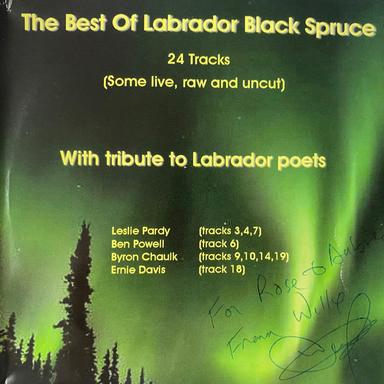 The Best Of Labrador Black Spruce
24 Tracks
(Some live, raw and uncut)
With tribute to Labrador poets
Leslie Pardy (tracks 3,4,7)
Ben Powell (track 6)
Byron Chaulk (tracks 9,10,14,19)
Ernie Davis (track 18)
For Rose &
From Willie